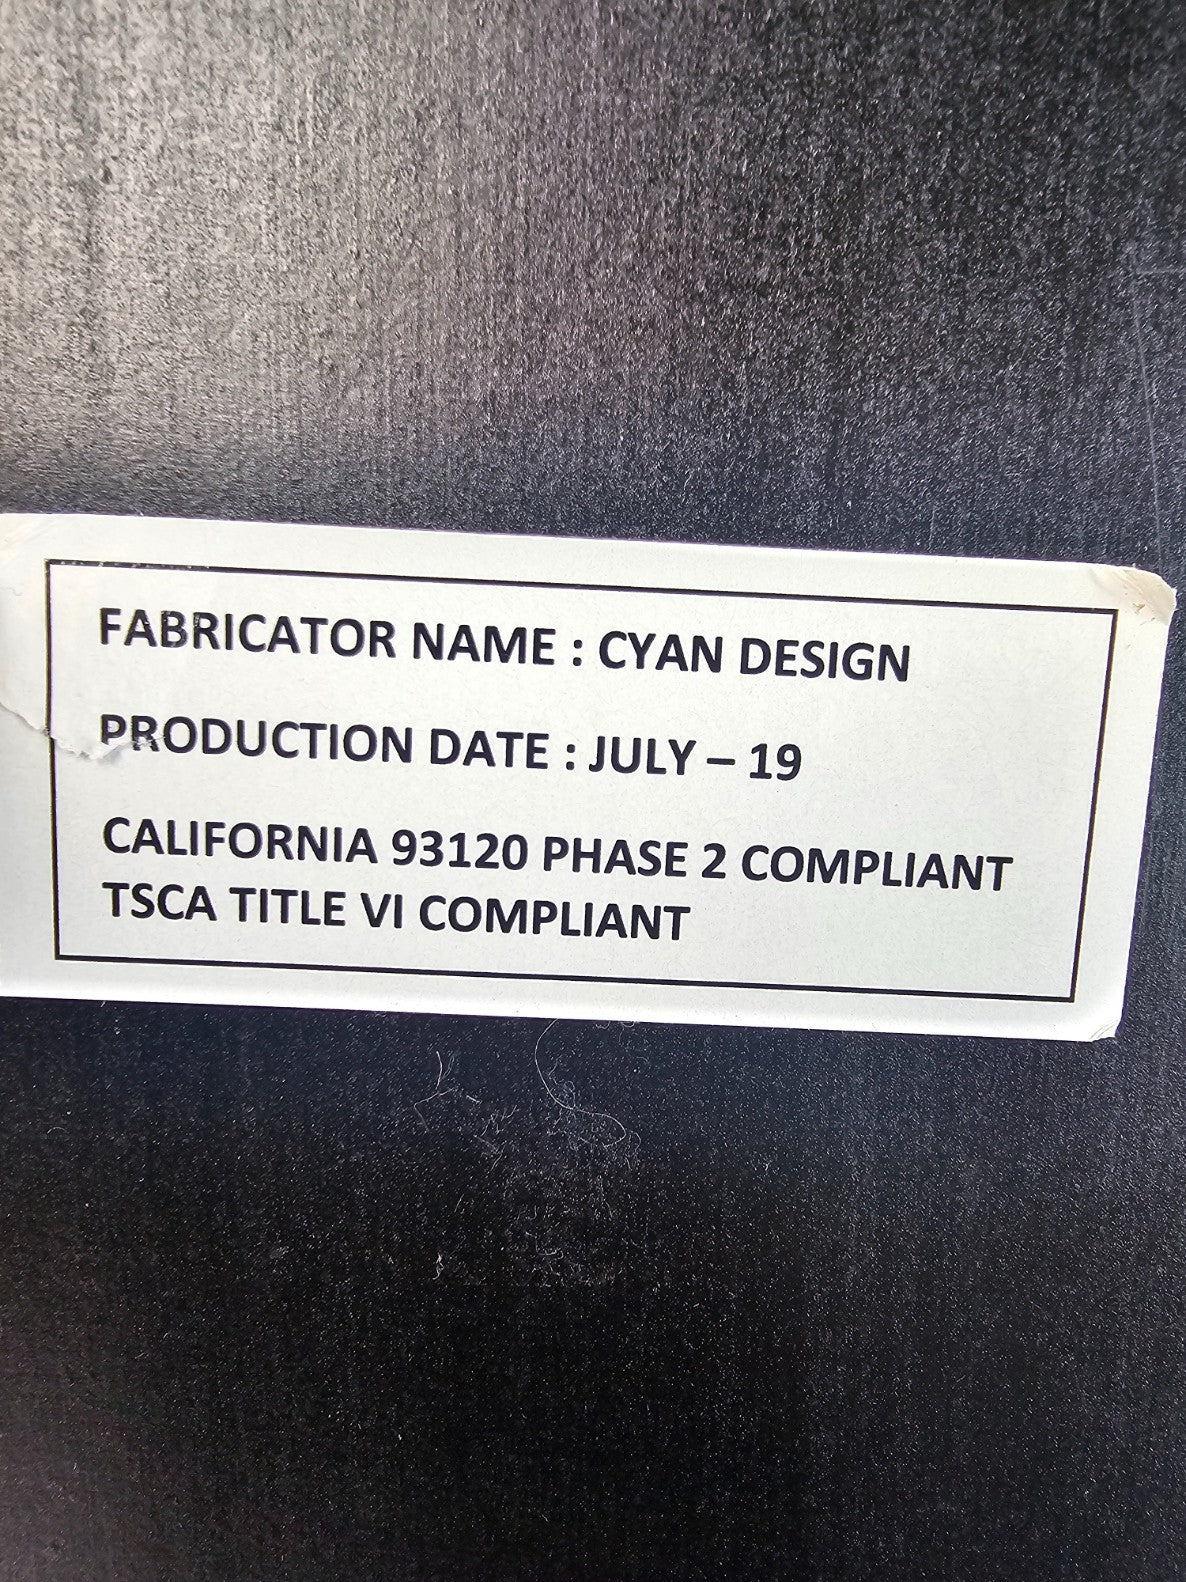 FABRICATOR NAME : CYAN DESIGN
PRODUCTION DATE : JULY – 19
CALIFORNIA 93120 PHASE 2 COMPLIANT
TSCA TITLE VI COMPLIANT